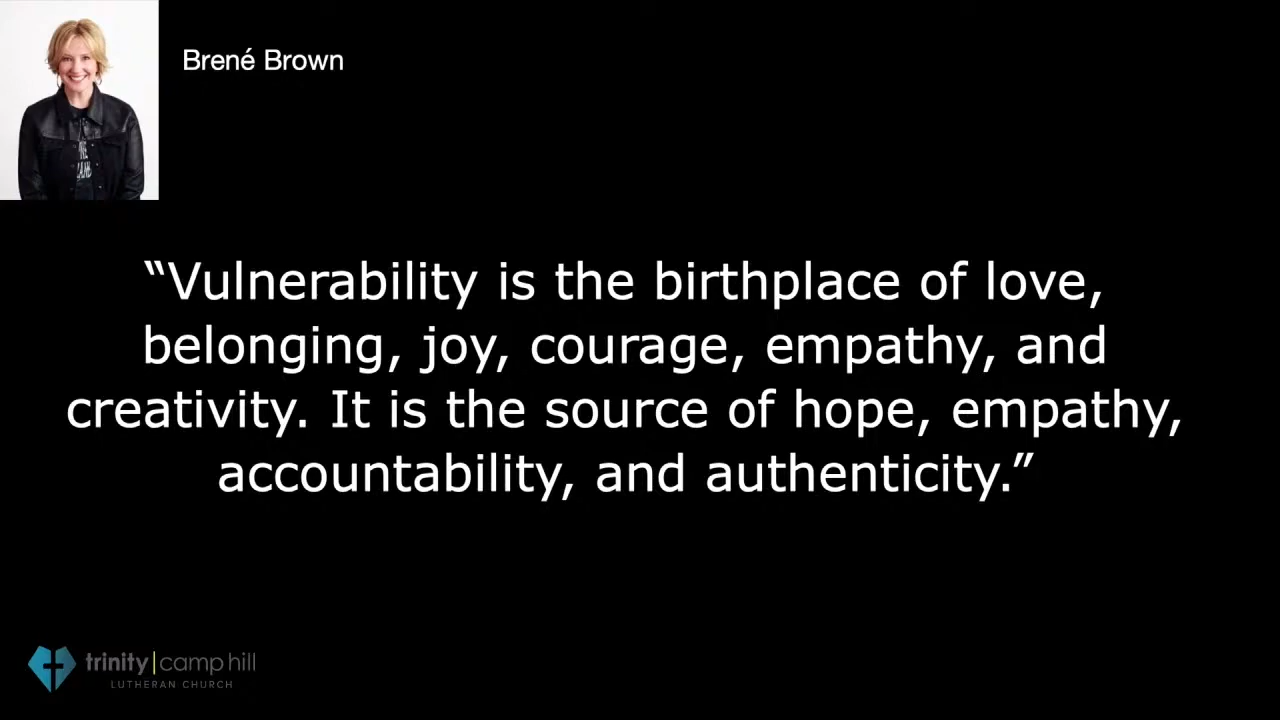 Brené Brown
“Vulnerability is the birthplace of love,
belonging, joy, courage, empathy, and
creativity. It is the source of hope, empathy,
accountability, and authenticity.”
trinity|camp hill
LUTHERAN CHURCH